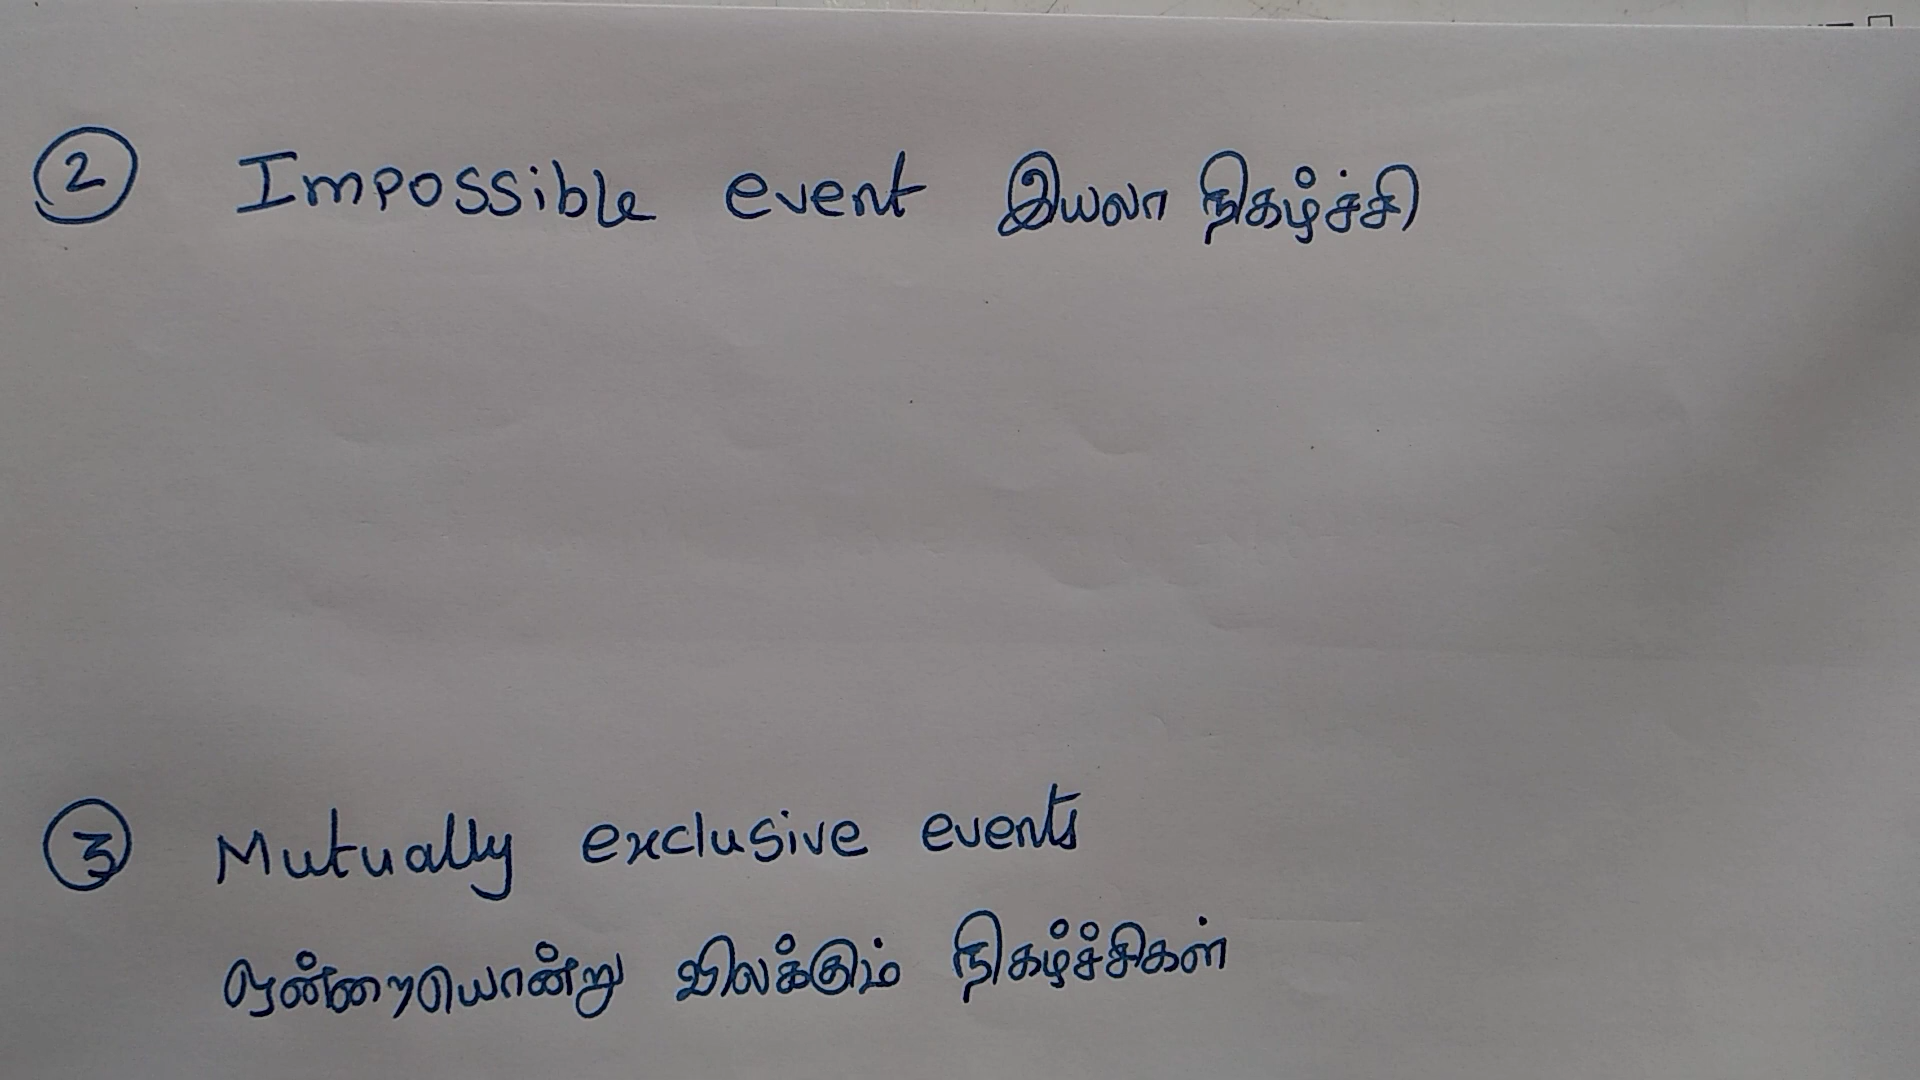 ② Impossible event இயலா நிகழ்ச்சி
③ Mutually exclusive events
ஒன்றையொன்று விலக்கும் நிகழ்ச்சிகள்